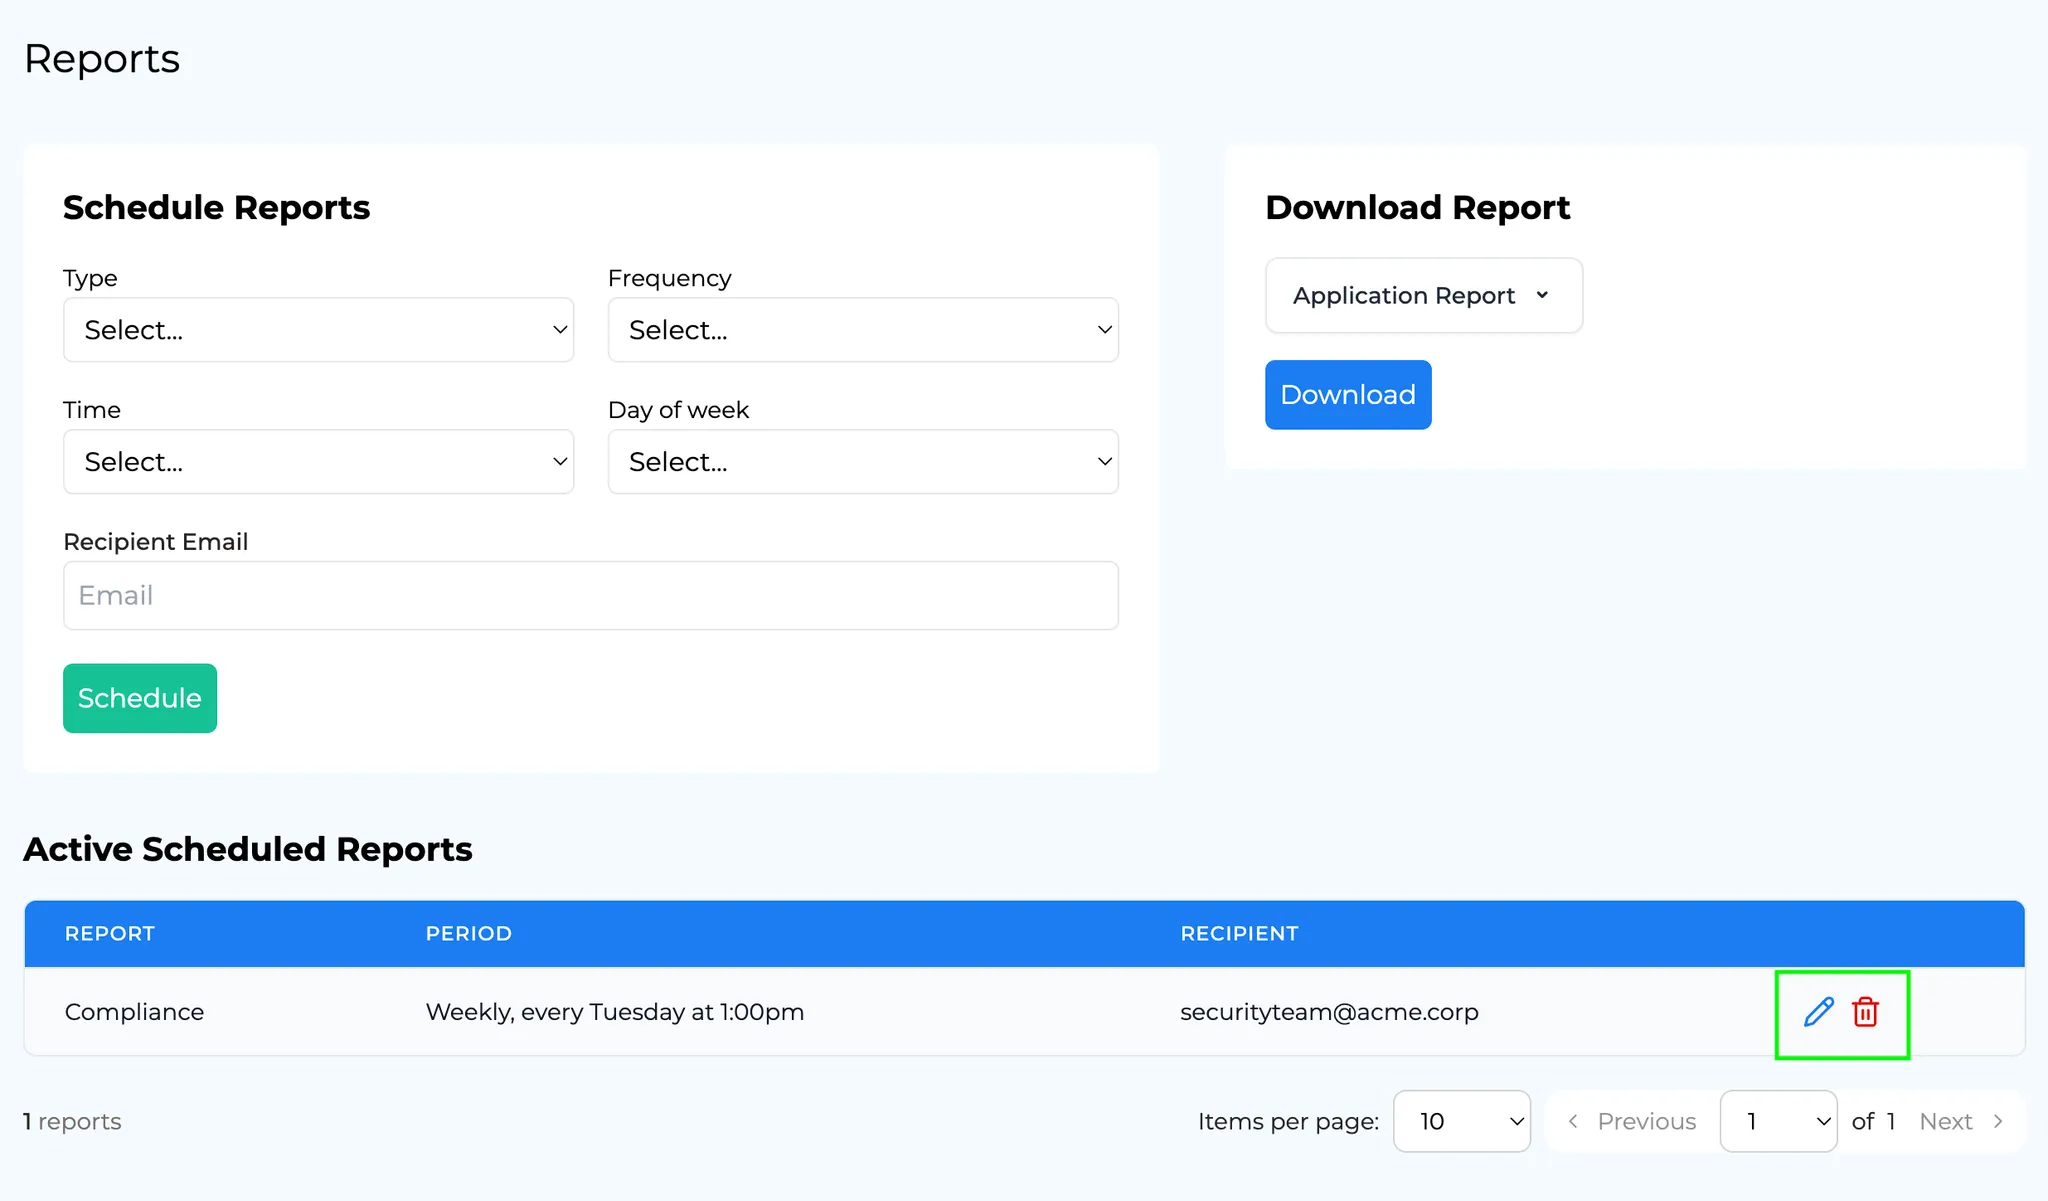 Reports
Schedule Reports
Type
Frequency
Select...
Select...
Time
Day of week
Select...
Select...
Recipient Email
Email
Schedule
Download Report
Application Report
Download
Active Scheduled Reports
REPORT PERIOD RECIPIENT
Compliance Weekly, every Tuesday at 1:00pm securityteam@acme.corp
1 reports
Items per page: 10 Previous 1 of 1 Next